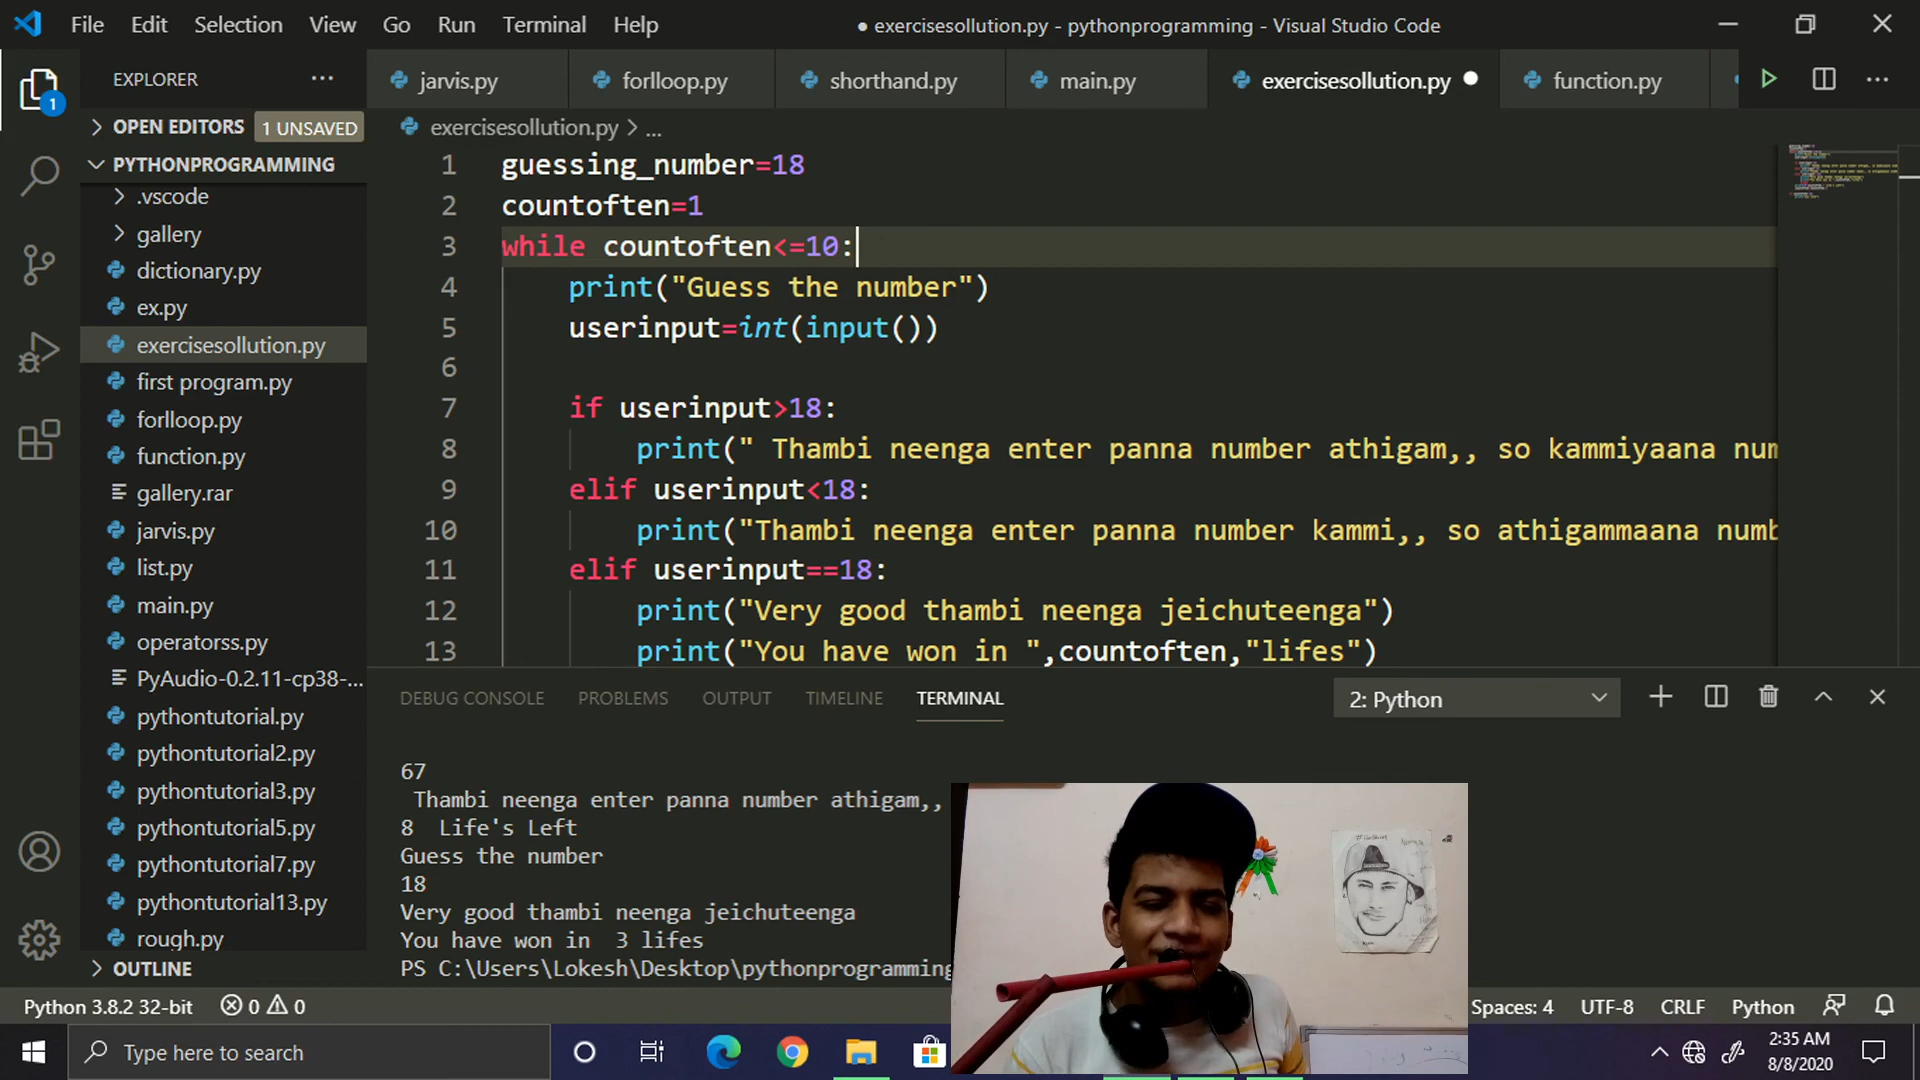 File Edit Selection View Go Run Terminal Help
● exercisesollution.py - pythonprogramming - Visual Studio Code
EXPLORER
jarvis.py forlloop.py shorthand.py main.py exercisesollution.py function.py
1
OPEN EDITORS 1 UNSAVED
exercisesollution.py > ...
PYTHONPROGRAMMING
.vscode
gallery
dictionary.py
ex.py
exercisesollution.py
first program.py
forlloop.py
function.py
gallery.rar
jarvis.py
list.py
main.py
operatorss.py
PyAudio-0.2.11-cp38-...
pythontutorial.py
pythontutorial2.py
pythontutorial3.py
pythontutorial5.py
pythontutorial7.py
pythontutorial13.py
rough.py
OUTLINE
1 guessing_number=18
2 countoften=1
3 while countoften<=10:
4 print("Guess the number")
5 userinput=int(input())
6
7 if userinput>18:
8 print(" Thambi neenga enter panna number athigam,, so kammiyaana num
9 elif userinput<18:
10 print("Thambi neenga enter panna number kammi,, so athigammaana numb
11 elif userinput==18:
12 print("Very good thambi neenga jeichuteenga")
13 print("You have won in ",countoften,"lifes")
DEBUG CONSOLE PROBLEMS OUTPUT TIMELINE TERMINAL
2: Python
67
Thambi neenga enter panna number athigam,,
8 Life's Left
Guess the number
18
Very good thambi neenga jeichuteenga
You have won in 3 lifes
PS C:\Users\Lokesh\Desktop\pythonprogramming
Python 3.8.2 32-bit 0 0
Spaces: 4 UTF-8 CRLF Python
Type here to search
2:35 AM
8/8/2020